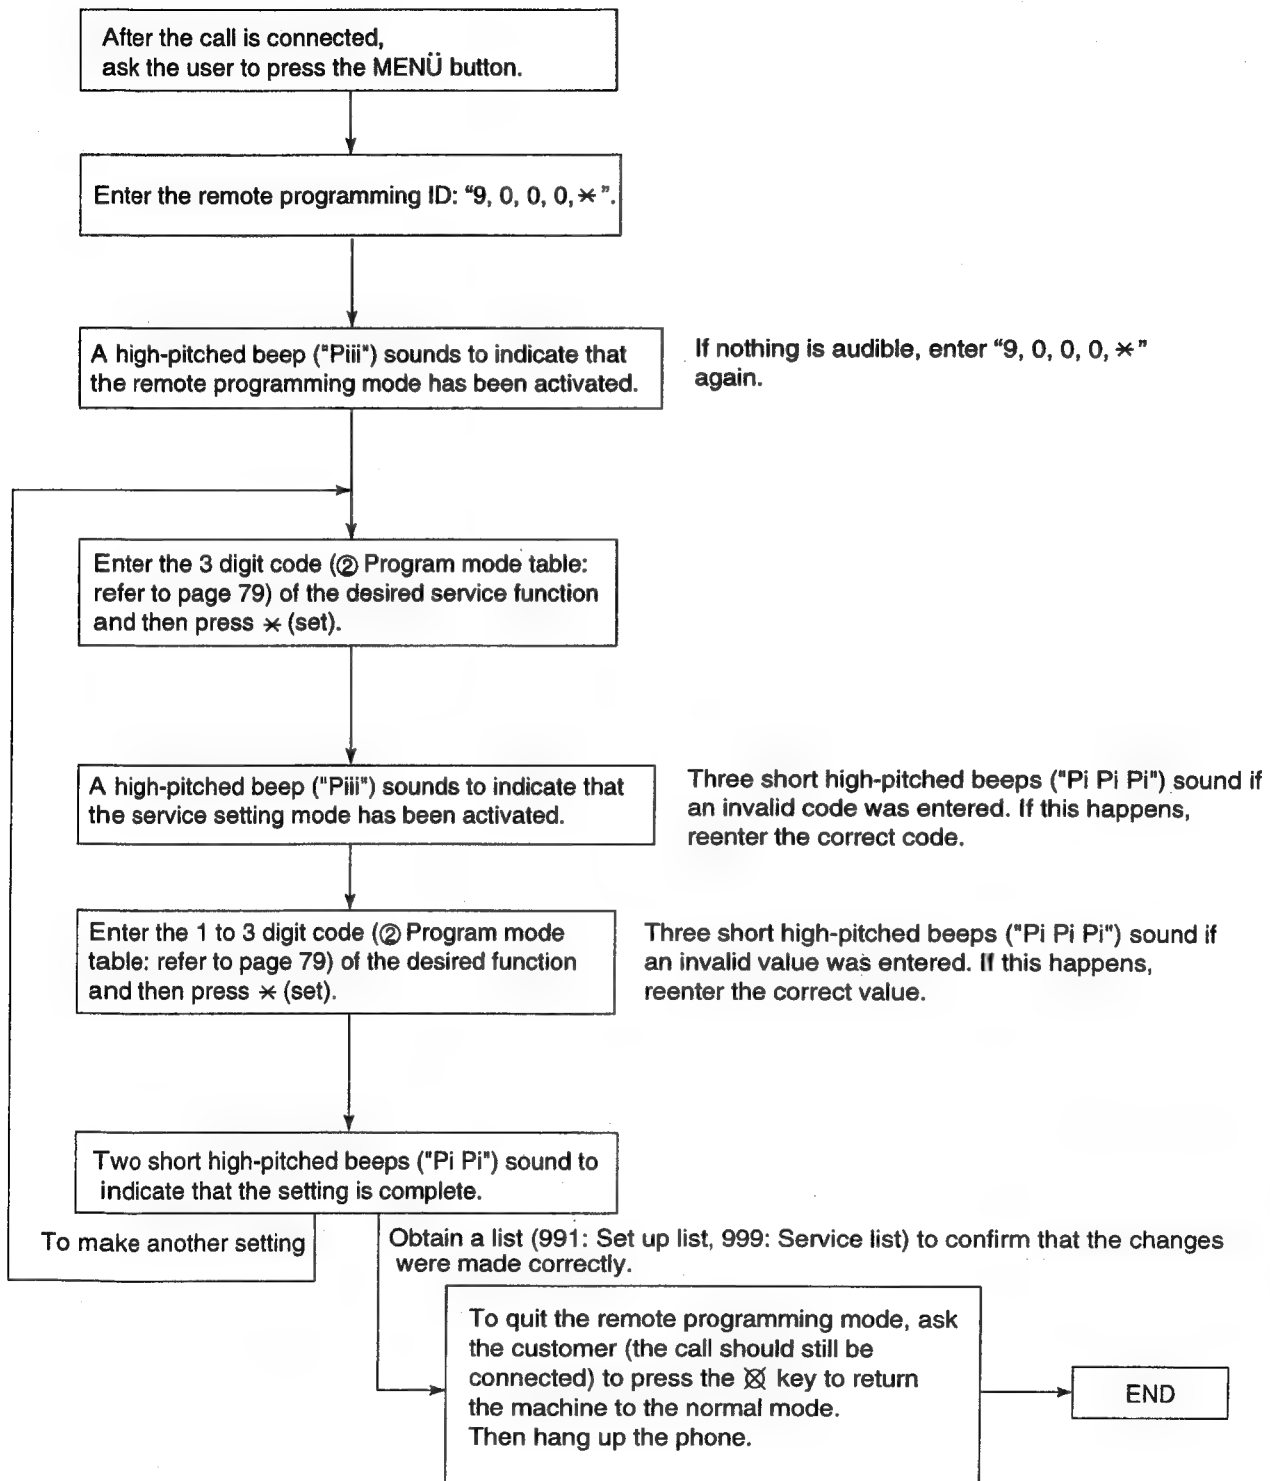 After the call is connected,
ask the user to press the MENÜ button.
Enter the remote programming ID: “9, 0, 0, 0, ✳”.
A high-pitched beep ("Piii") sounds to indicate that
the remote programming mode has been activated.
If nothing is audible, enter “9, 0, 0, 0, ✳”
again.
Enter the 3 digit code (② Program mode table:
refer to page 79) of the desired service function
and then press ✳ (set).
A high-pitched beep ("Piii") sounds to indicate that
the service setting mode has been activated.
Three short high-pitched beeps ("Pi Pi Pi") sound if
an invalid code was entered. If this happens,
reenter the correct code.
Enter the 1 to 3 digit code (② Program mode
table: refer to page 79) of the desired function
and then press ✳ (set).
Three short high-pitched beeps ("Pi Pi Pi") sound if
an invalid value was entered. If this happens,
reenter the correct value.
Two short high-pitched beeps ("Pi Pi") sound to
indicate that the setting is complete.
To make another setting
Obtain a list (991: Set up list, 999: Service list) to confirm that the changes
were made correctly.
To quit the remote programming mode, ask
the customer (the call should still be
connected) to press the ☒ key to return
the machine to the normal mode.
Then hang up the phone.
END